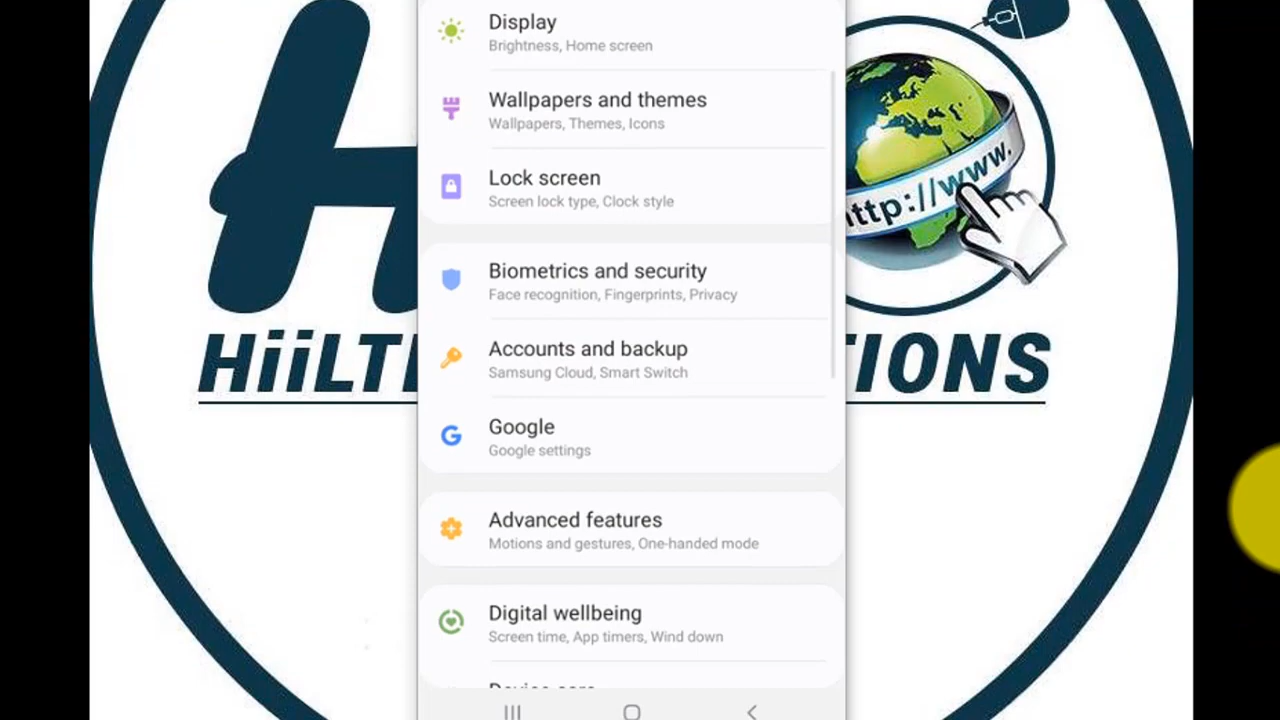 Display
Brightness, Home screen
Wallpapers and themes
Wallpapers, Themes, Icons
Lock screen
Screen lock type, Clock style
http://www.
Biometrics and security
Face recognition, Fingerprints, Privacy
HiiLT
TIONS
Accounts and backup
Samsung Cloud, Smart Switch
Google
Google settings
Advanced features
Motions and gestures, One-handed mode
Digital wellbeing
Screen time, App timers, Wind down